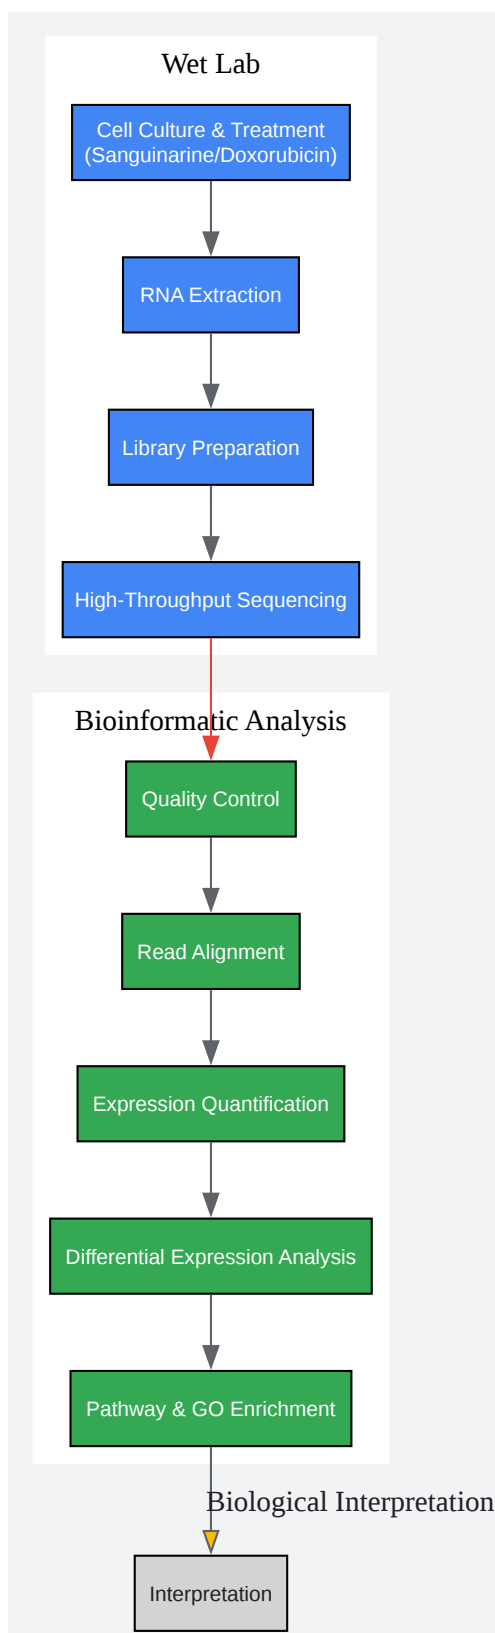 Wet Lab
Cell Culture & Treatment
(Sanguinarine/Doxorubicin)
RNA Extraction
Library Preparation
High-Throughput Sequencing
Bioinformatic Analysis
Quality Control
Read Alignment
Expression Quantification
Differential Expression Analysis
Pathway & GO Enrichment
Biological Interpretation
Interpretation